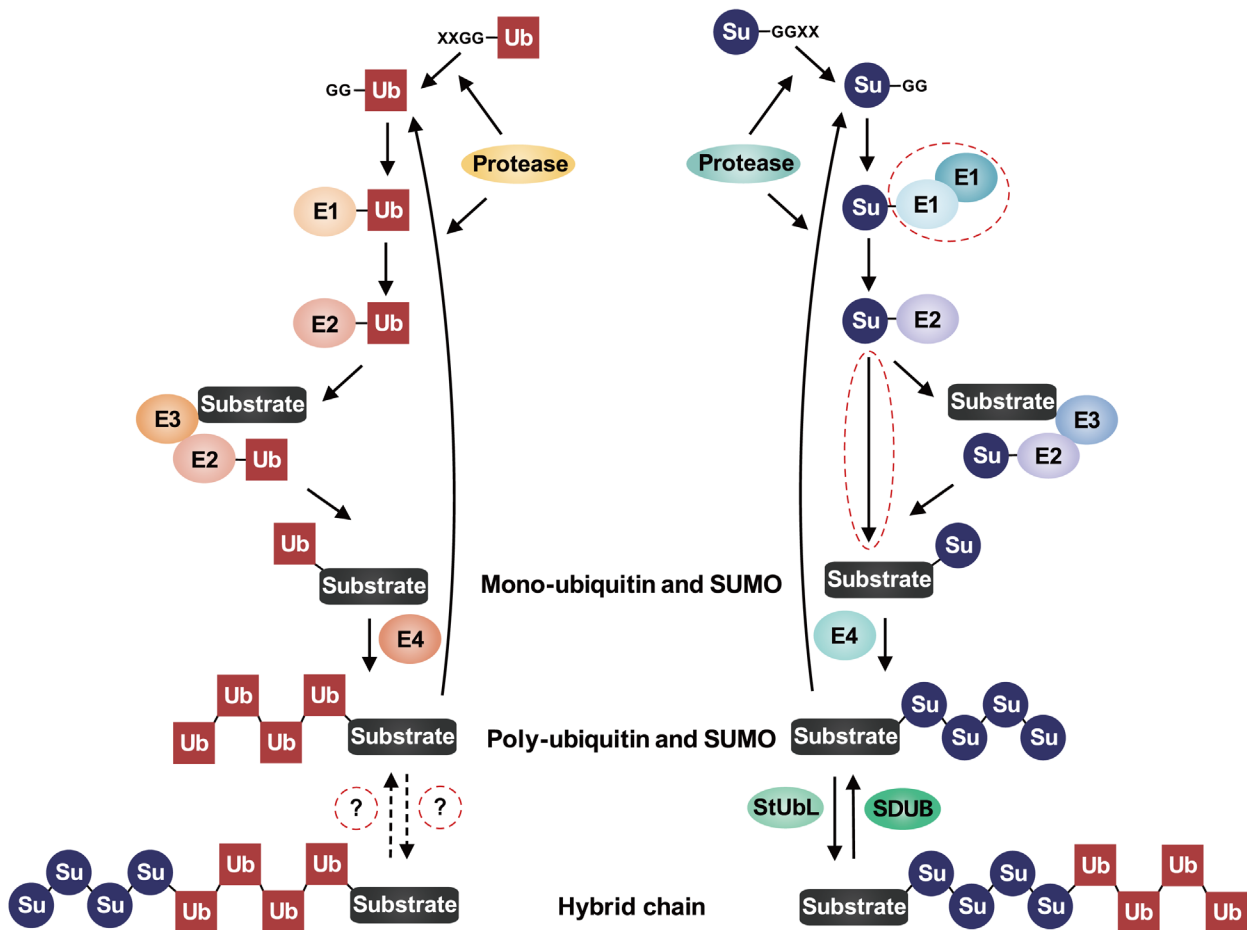 XXGG Ub
Su GGXX
GG Ub
Su GG
Protease
Protease
E1 Ub
Su E1 E1
E2 Ub
Su E2
Substrate
E3
E2 Ub
Substrate
E3
Su E2
Ub
Substrate
Su
Substrate
Mono-ubiquitin and SUMO
E4
E4
Ub Ub Ub Ub Substrate
Poly-ubiquitin and SUMO
Substrate Su Su Su Su
? ?
StUbL SDUB
Su Su Su Su Ub Ub Ub Ub Substrate
Hybrid chain
Substrate Su Su Su Su Ub Ub Ub Ub